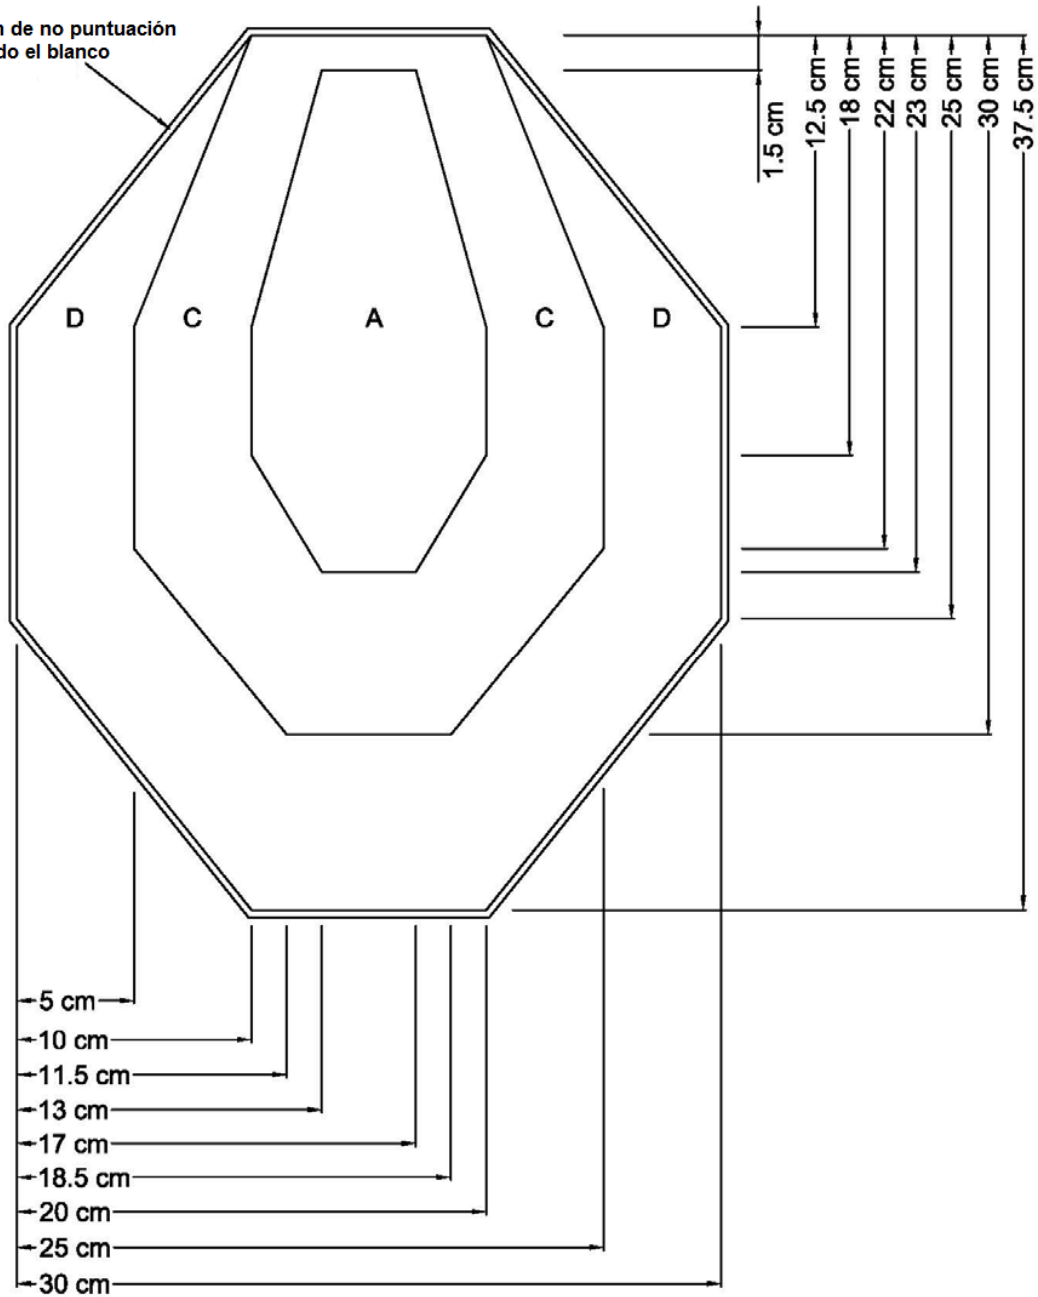 n de no puntuación
do el blanco
1.5 cm
12.5 cm
18 cm
22 cm
23 cm
25 cm
30 cm
37.5 cm
D
C
A
C
D
5 cm
10 cm
11.5 cm
13 cm
17 cm
18.5 cm
20 cm
25 cm
30 cm